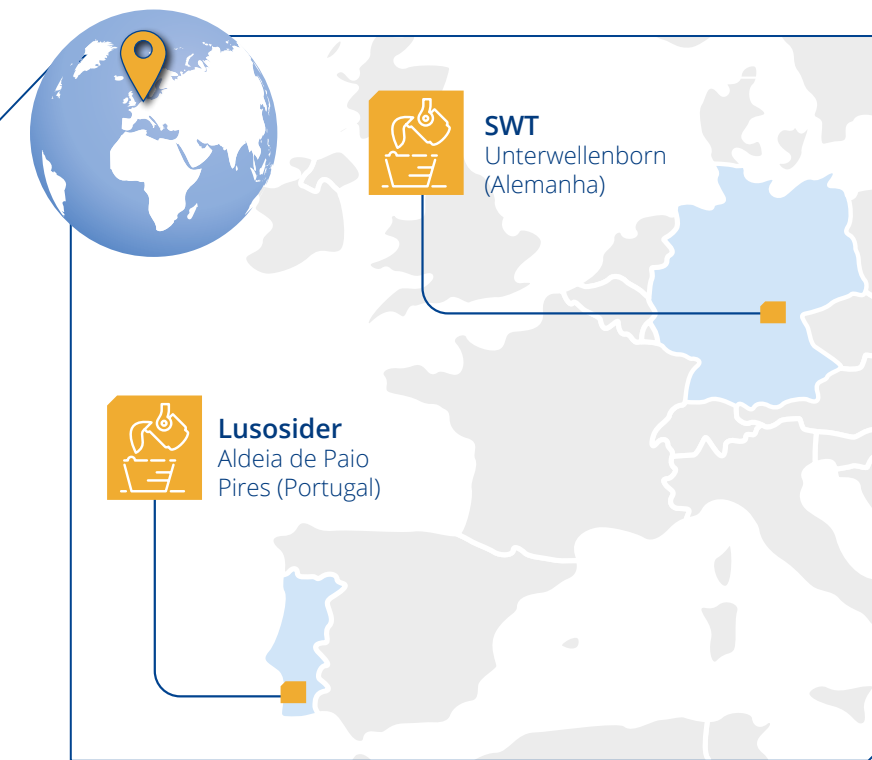 SWT
Unterwellenborn
(Alemanha)
Lusosider
Aldeia de Paio
Pires (Portugal)